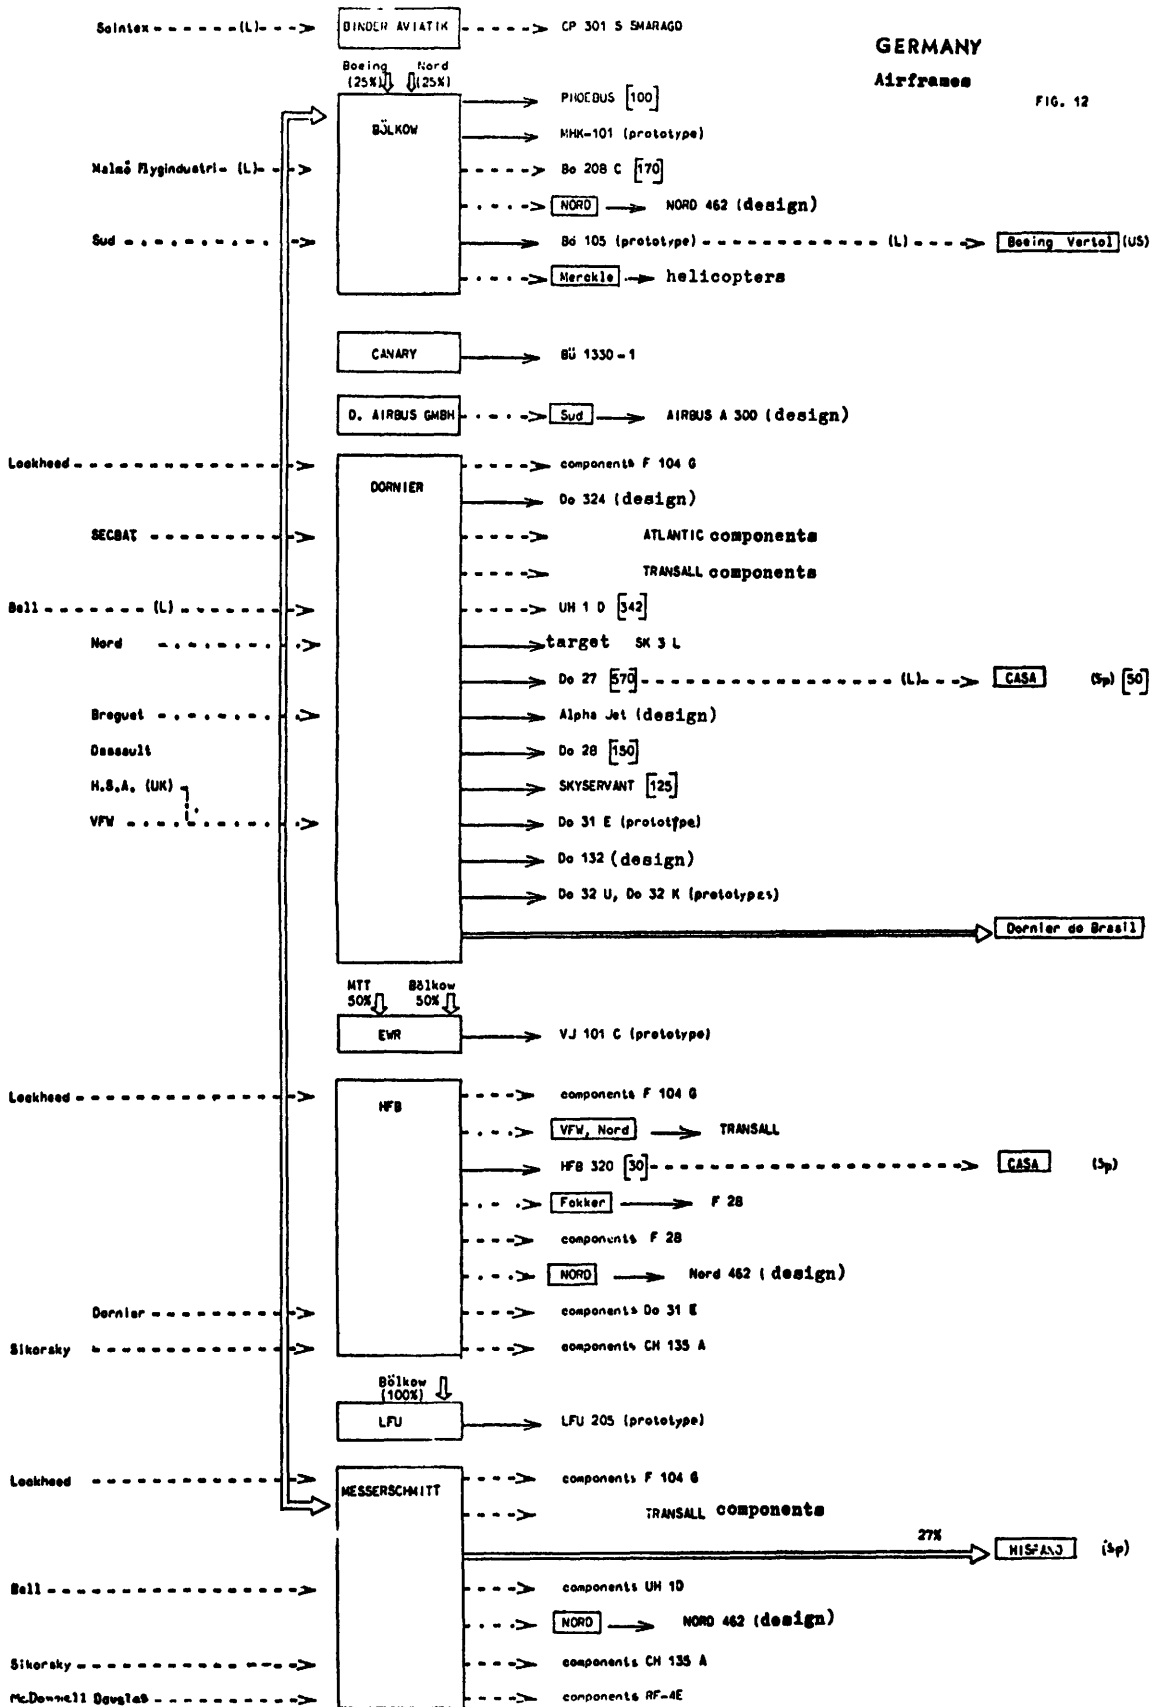 GERMANY
Airframes
FIG. 12
Saintex (L) BINDER AVIATIK CP 301 S SMARAGD
Boeing (25%) Nord (25%)
BÖLKOW
PHOEBUS [100]
MHK-101 (prototype)
Malmö Flygindustri (L) Bo 208 C [170]
NORD NORD 462 (design)
Sud Bö 105 (prototype) (L) Boeing Vertol (US)
Merckle helicopters
CANARY BÜ 1330-1
D. AIRBUS GMBH Sud AIRBUS A 300 (design)
Lockheed components F 104 G
DORNIER
Do 324 (design)
SECBAT ATLANTIC components
TRANSALL components
Bell (L) UH 1 D [342]
Nord target SK 3 L
Do 27 [570] (L) CASA (Sp) [50]
Breguet Alpha Jet (design)
Dassault Do 28 [150]
H.S.A. (UK) SKYSERVANT [125]
VFW Do 31 E (prototype)
Do 132 (design)
Do 32 U, Do 32 K (prototypes)
Dornier do Brasil
MTT 50% Bölkow 50%
EWR VJ 101 C (prototype)
Lockheed components F 104 G
HFB
VFW, Nord TRANSALL
HFB 320 [30] CASA (Sp)
Fokker F 28
components F 28
NORD Nord 462 (design)
Dornier components Do 31 E
Sikorsky components CH 135 A
Bölkow (100%)
LFU LFU 205 (prototype)
Lockheed components F 104 G
MESSERSCHMITT
TRANSALL components
27% HISPANO (Sp)
Bell components UH 1D
NORD NORD 462 (design)
Sikorsky components CH 135 A
McDonnell Douglas components RF-4E